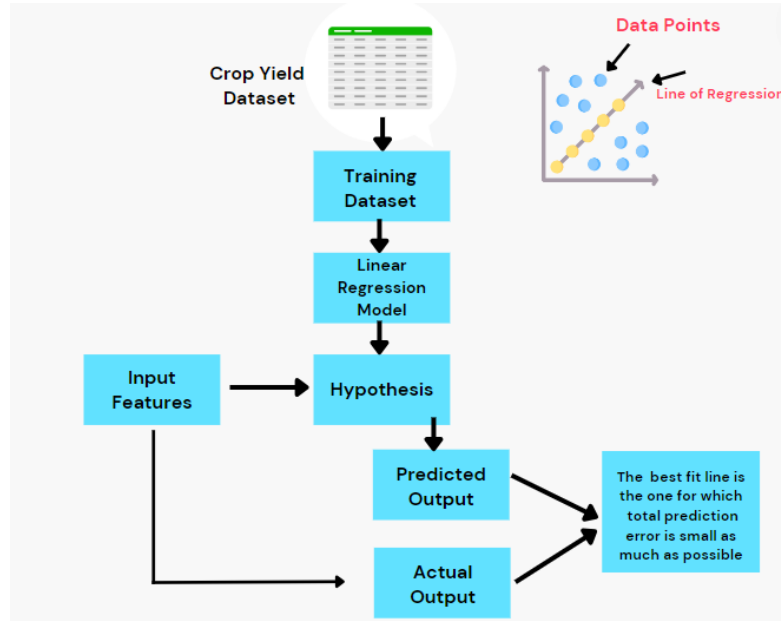 Data Points
Crop Yield
Dataset
Line of Regression
Training
Dataset
Linear
Regression
Model
Input
Features
Hypothesis
Predicted
Output
The best fit line is
the one for which
total prediction
error is small as
much as possible
Actual
Output